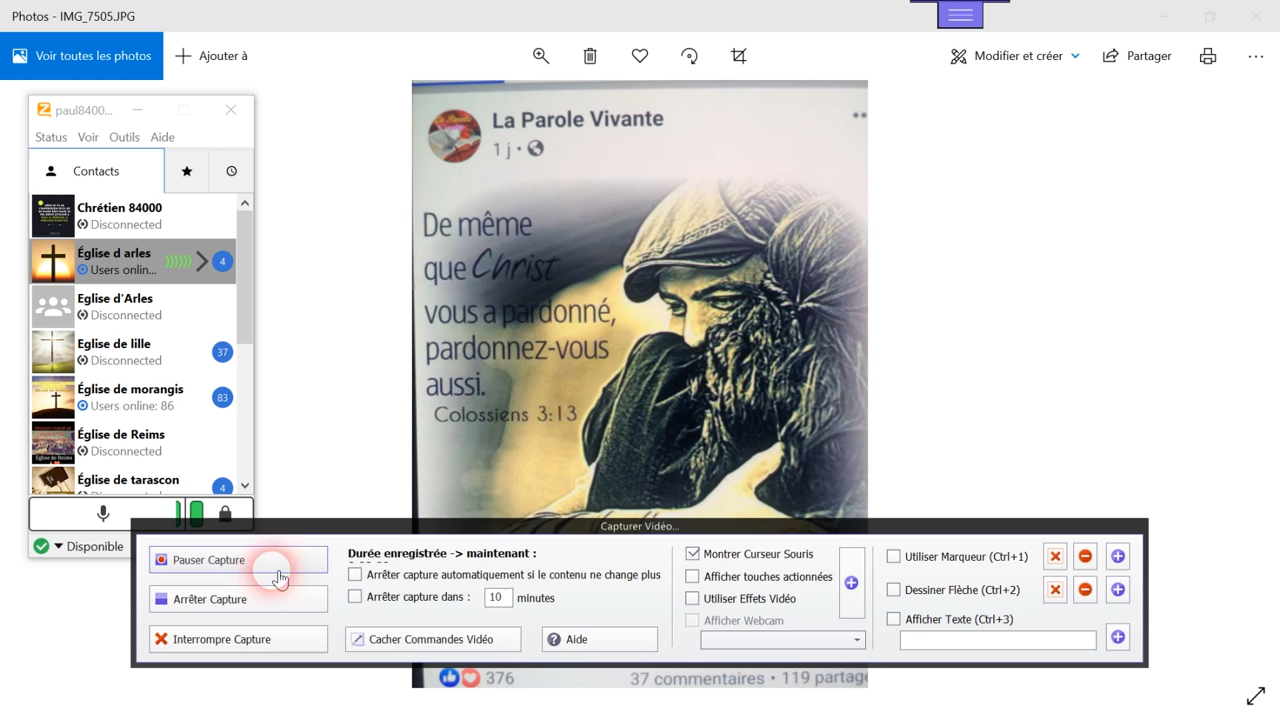 Photos - IMG_7505.JPG
Voir toutes les photos
Ajouter à
Modifier et créer
Partager
paul8400...
Status Voir Outils Aide
Contacts
Chrétien 84000
Disconnected
Église d arles
Users onlin...
4
Eglise d'Arles
Disconnected
Eglise de lille
Disconnected
37
Église de morangis
Users online: 86
83
Église de Reims
Disconnected
Église de tarascon
4
Disponible
La Parole Vivante
1 j
De même
que Christ
vous a pardonné,
pardonnez-vous
aussi.
Colossiens 3:13
Capturer Vidéo...
Pauser Capture
Arrêter Capture
Interrompre Capture
Durée enregistrée -> maintenant :
Arrêter capture automatiquement si le contenu ne change plus
Arrêter capture dans : 10 minutes
Cacher Commandes Vidéo
Aide
Montrer Curseur Souris
Afficher touches actionnées
Utiliser Effets Vidéo
Afficher Webcam
Utiliser Marqueur (Ctrl+1)
Dessiner Flèche (Ctrl+2)
Afficher Texte (Ctrl+3)
376
37 commentaires • 119 partage